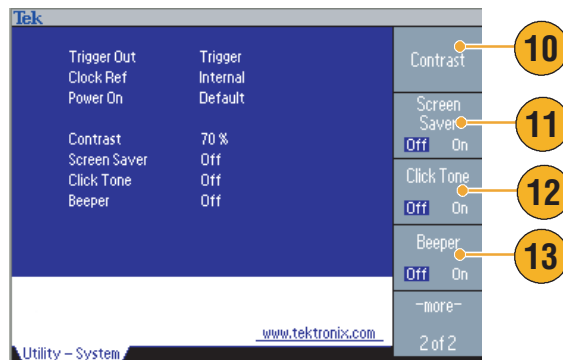 Tek
Trigger Out Trigger
Clock Ref Internal
Power On Default
Contrast 70 %
Screen Saver Off
Click Tone Off
Beeper Off
www.tektronix.com
Utility – System
Contrast
10
Screen
Saver
Off On
11
Click Tone
Off On
12
Beeper
Off On
13
-more-
2 of 2